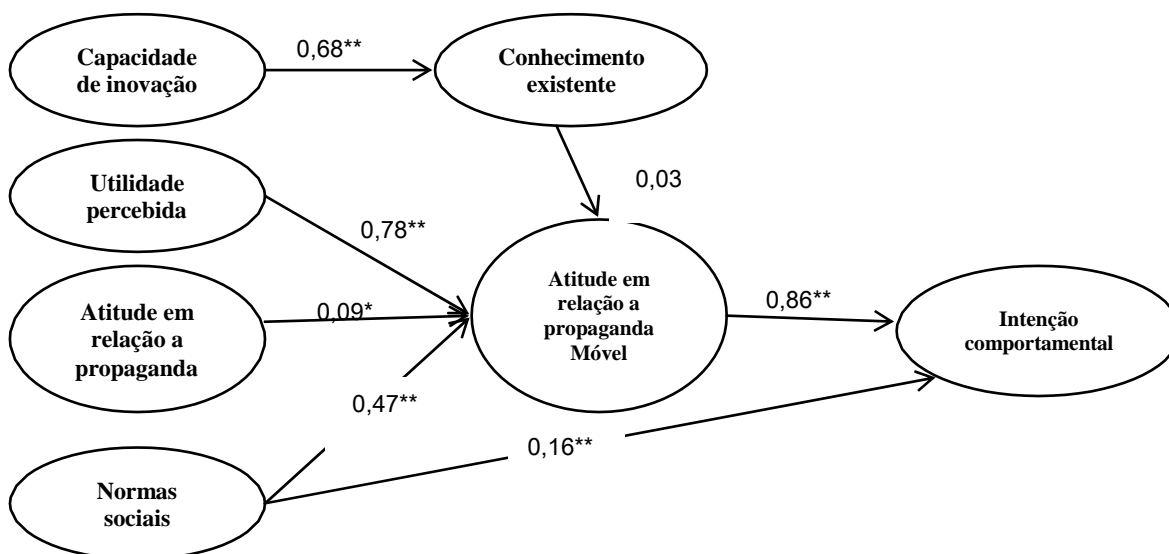 Capacidade
de inovação
0,68**
Conhecimento
existente
0,03
Utilidade
percebida
0,78**
Atitude em
relação a
propaganda
0,09*
Atitude em
relação a
propaganda
Móvel
0,86**
Intenção
comportamental
0,47**
0,16**
Normas
sociais